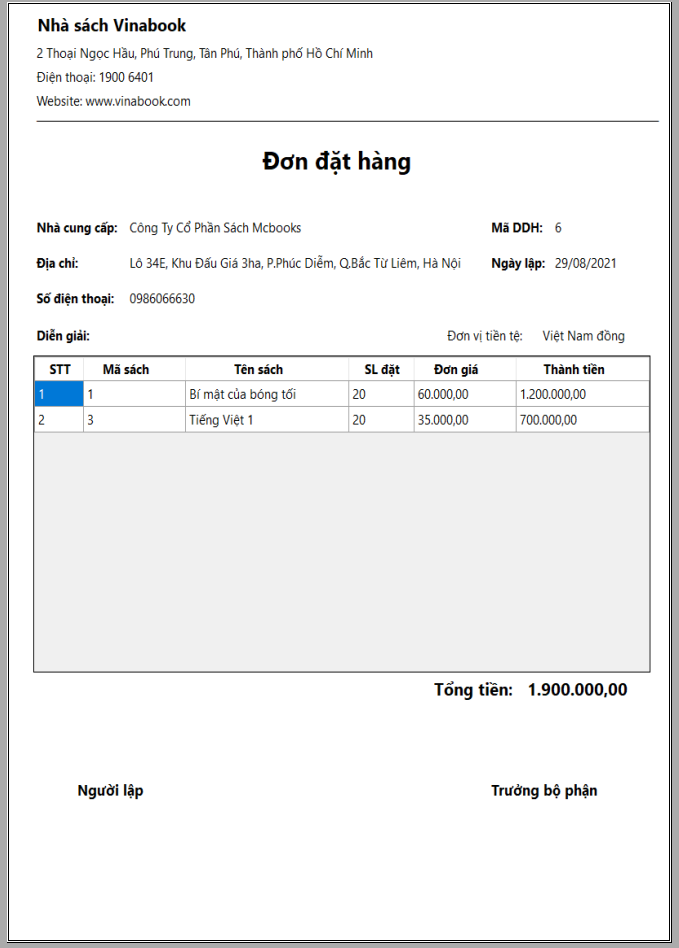 Nhà sách Vinabook
2 Thoại Ngọc Hầu, Phú Trung, Tân Phú, Thành phố Hồ Chí Minh
Điện thoại: 1900 6401
Website: www.vinabook.com
Đơn đặt hàng
Nhà cung cấp: Công Ty Cổ Phần Sách Mcbooks Mã DDH: 6
Địa chỉ: Lô 34E, Khu Đấu Giá 3ha, P.Phúc Diễm, Q.Bắc Từ Liêm, Hà Nội Ngày lập: 29/08/2021
Số điện thoại: 0986066630
Diễn giải: Đơn vị tiền tệ: Việt Nam đồng
STT Mã sách Tên sách SL đặt Đơn giá Thành tiền
1 1 Bí mật của bóng tối 20 60.000,00 1.200.000,00
2 3 Tiếng Việt 1 20 35.000,00 700.000,00
Tổng tiền: 1.900.000,00
Người lập Trưởng bộ phận